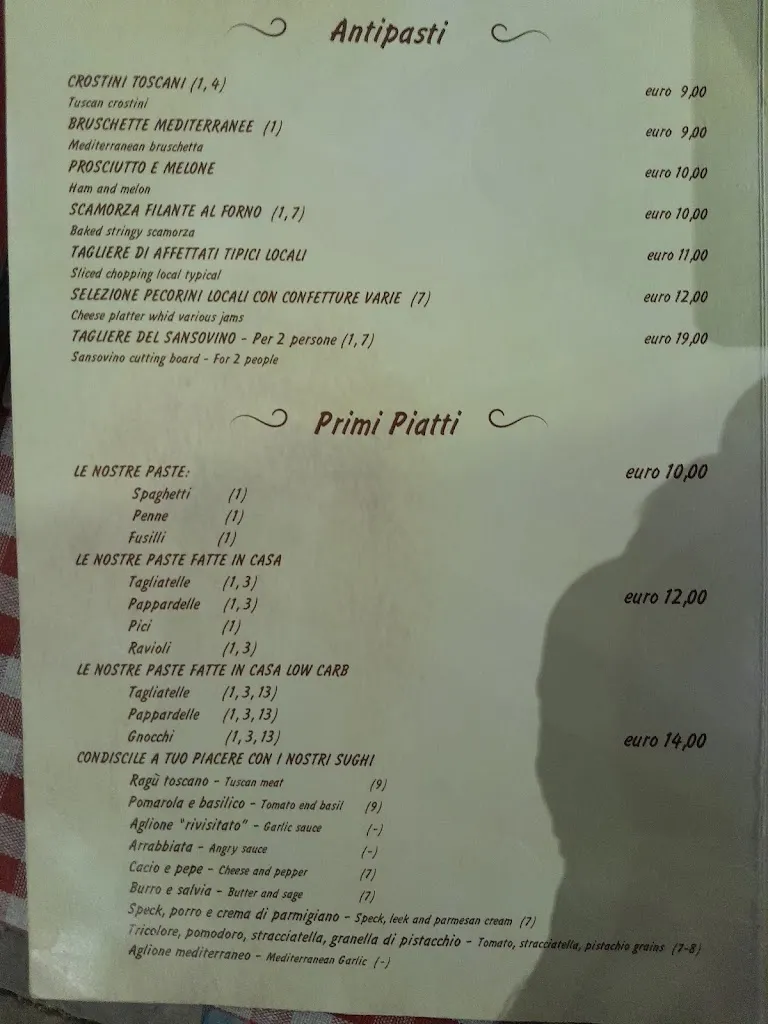 Antipasti
CROSTINI TOSCANI (1, 4) euro 9,00
Tuscan crostini
BRUSCHETTE MEDITERRANEE (1) euro 9,00
Mediterranean bruschetta
PROSCIUTTO E MELONE euro 10,00
Ham and melon
SCAMORZA FILANTE AL FORNO (1, 7) euro 10,00
Baked stringy scamorza
TAGLIERE DI AFFETTATI TIPICI LOCALI euro 11,00
Sliced chopping local typical
SELEZIONE PECORINI LOCALI CON CONFETTURE VARIE (7) euro 12,00
Cheese platter whid various jams
TAGLIERE DEL SANSOVINO - Per 2 persone (1, 7) euro 19,00
Sansovino cutting board - For 2 people
Primi Piatti
LE NOSTRE PASTE: euro 10,00
Spaghetti (1)
Penne (1)
Fusilli (1)
LE NOSTRE PASTE FATTE IN CASA
Tagliatelle (1, 3)
Pappardelle (1, 3) euro 12,00
Pici (1)
Ravioli (1, 3)
LE NOSTRE PASTE FATTE IN CASA LOW CARB
Tagliatelle (1, 3, 13)
Pappardelle (1, 3, 13)
Gnocchi (1, 3, 13) euro 14,00
CONDISCILE A TUO PIACERE CON I NOSTRI SUGHI
Ragù toscano - Tuscan meat (9)
Pomarola e basilico - Tomato end basil (9)
Aglione "rivisitato" - Garlic sauce (-)
Arrabbiata - Angry sauce (-)
Cacio e pepe - Cheese and pepper (7)
Burro e salvia - Butter and sage (7)
Speck, porro e crema di parmigiano - Speck, leek and parmesan cream (7)
Tricolore, pomodoro, stracciatella, granella di pistacchio - Tomato, stracciatella, pistachio grains (7-8)
Aglione mediterraneo - Mediterranean Garlic (-)